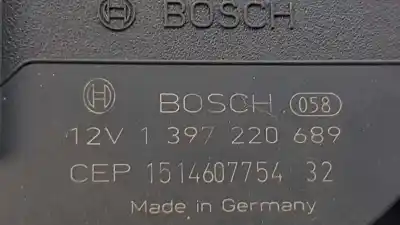 BOSCH
BOSCH 058
12V 1 397 220 689
CEP 1514607754 32
Made in Germany